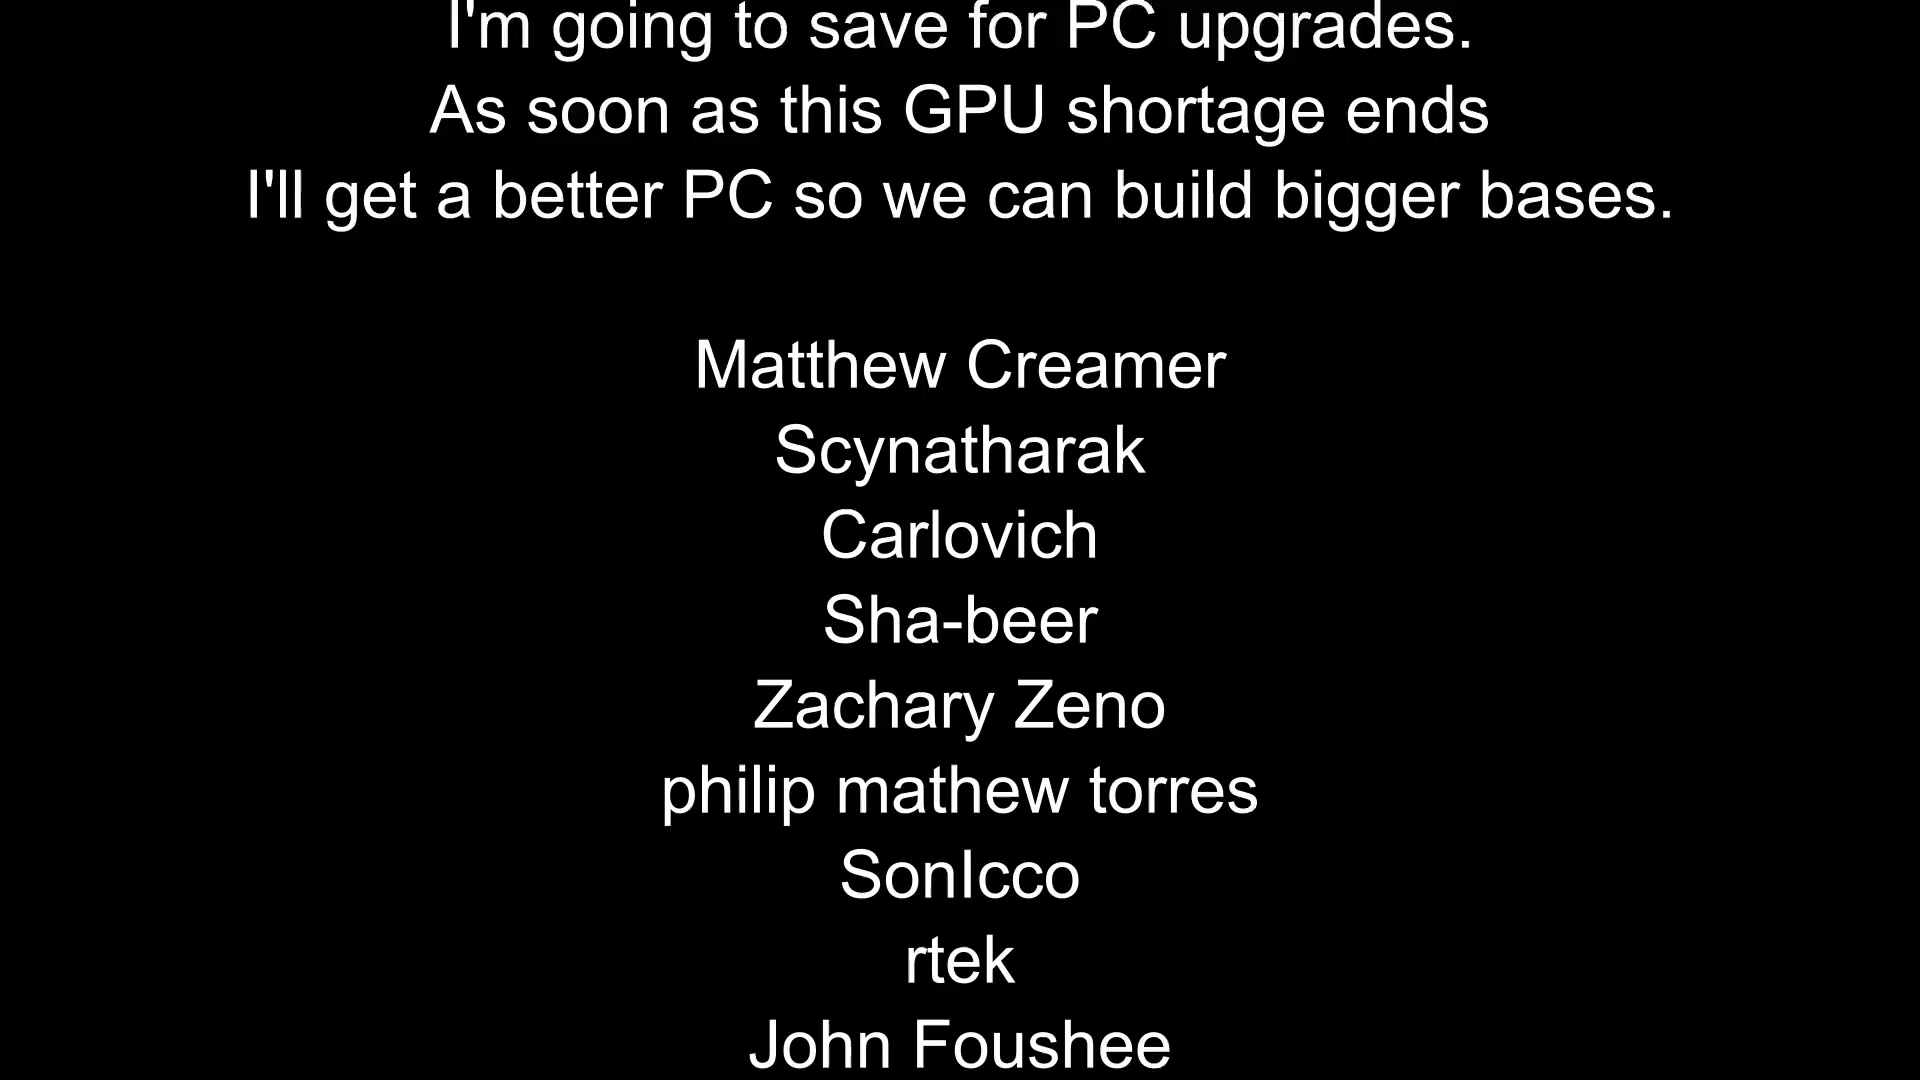 I'm going to save for PC upgrades.
As soon as this GPU shortage ends
I'll get a better PC so we can build bigger bases.
Matthew Creamer
Scynatharak
Carlovich
Sha-beer
Zachary Zeno
philip mathew torres
SonIcco
rtek
John Foushee